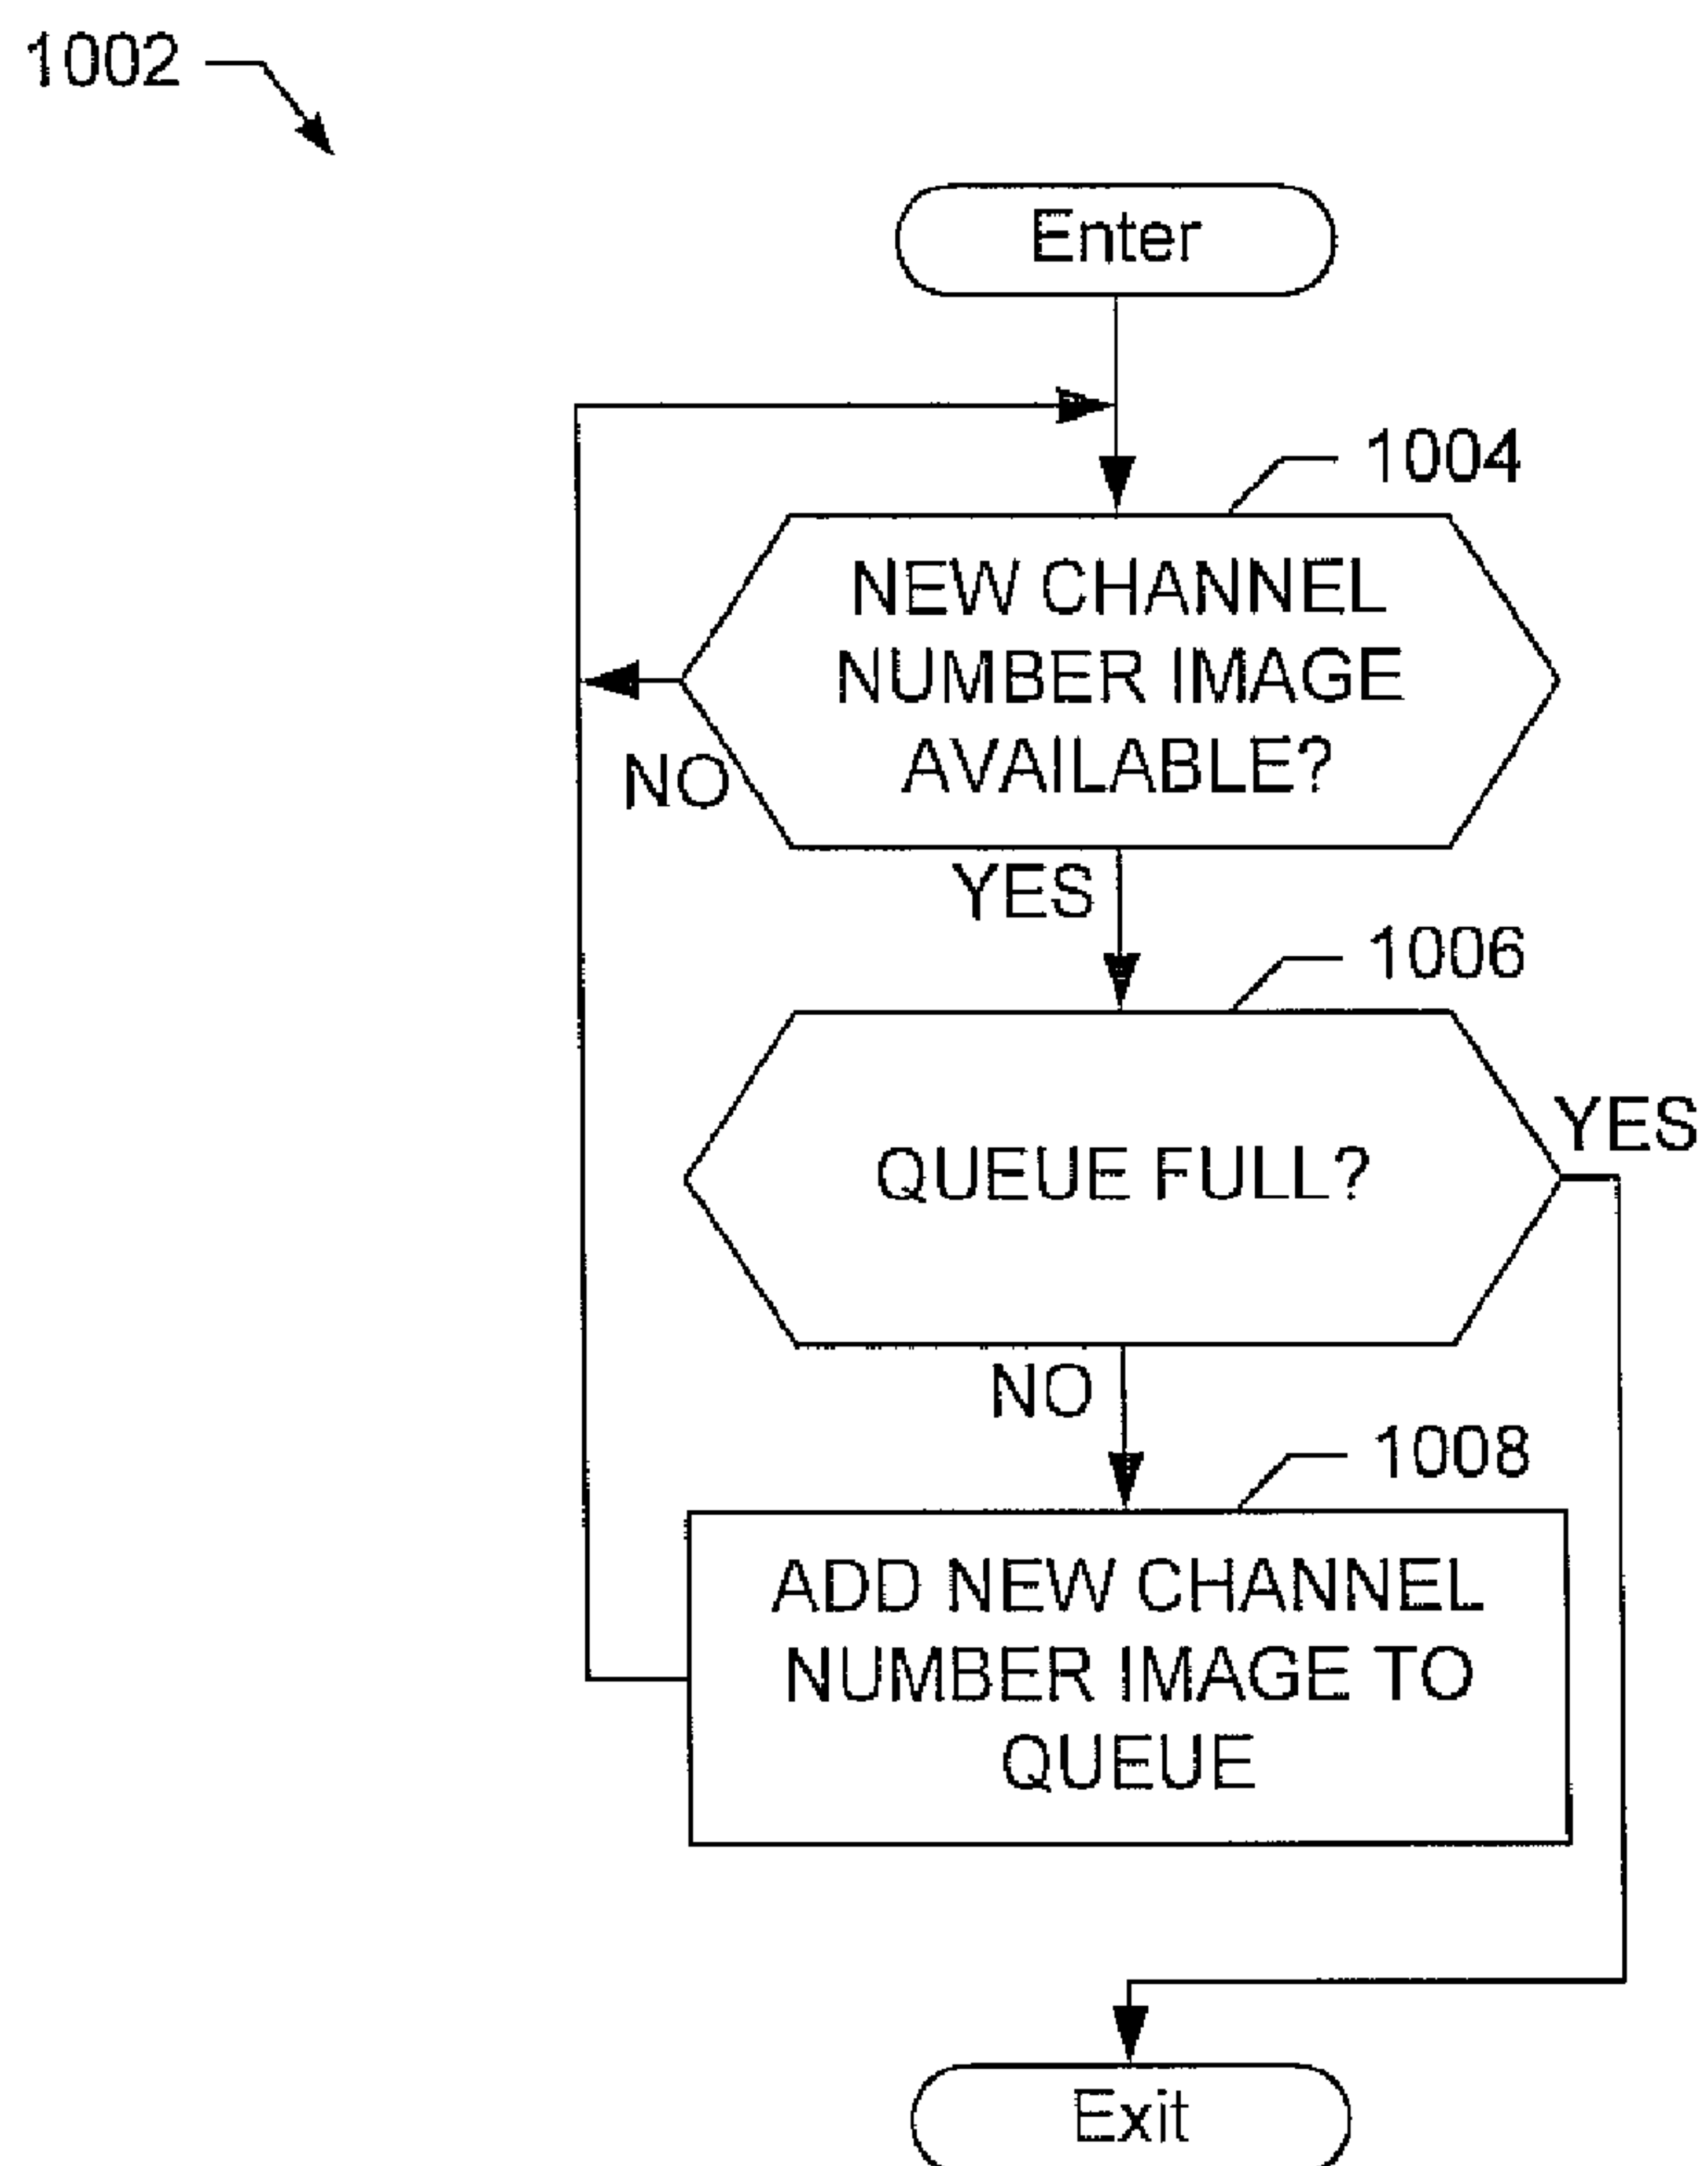 1002
Enter
1004
NEW CHANNEL
NUMBER IMAGE
AVAILABLE?
NO
YES
1006
YES
QUEUE FULL?
NO
1008
ADD NEW CHANNEL
NUMBER IMAGE TO
QUEUE
Exit